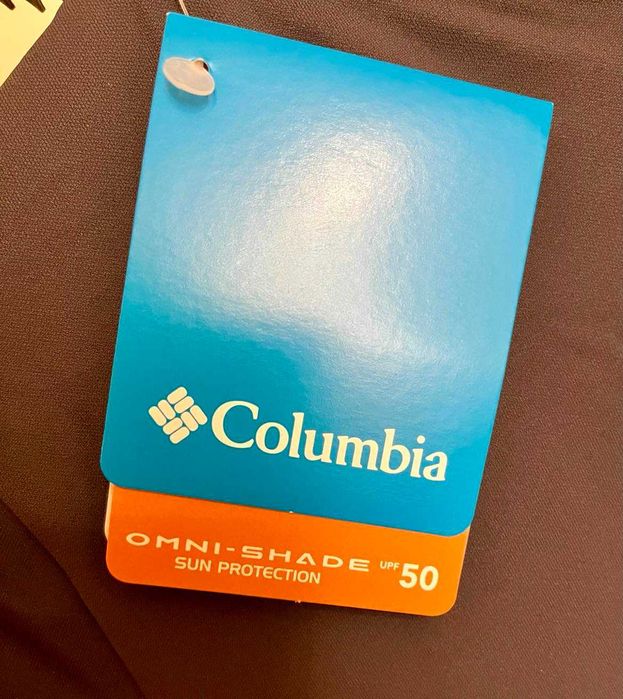 Columbia
OMNI-SHADE UPF 50
SUN PROTECTION